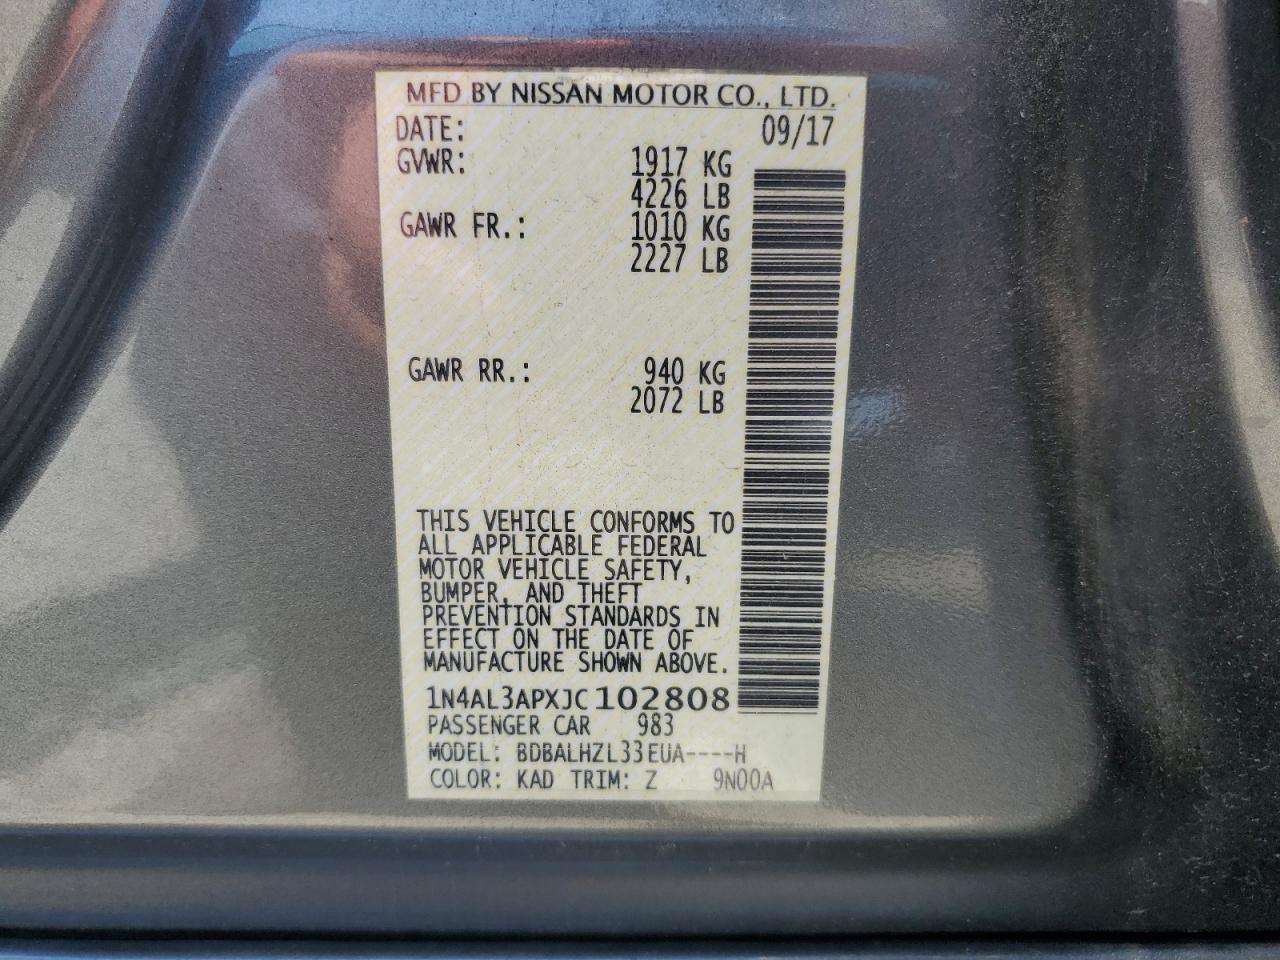 MFD BY NISSAN MOTOR CO., LTD.
DATE: 09/17
GVWR: 1917 KG
4226 LB
GAWR FR.: 1010 KG
2227 LB
GAWR RR.: 940 KG
2072 LB
THIS VEHICLE CONFORMS TO
ALL APPLICABLE FEDERAL
MOTOR VEHICLE SAFETY,
BUMPER, AND THEFT
PREVENTION STANDARDS IN
EFFECT ON THE DATE OF
MANUFACTURE SHOWN ABOVE.
1N4AL3APXJC102808
PASSENGER CAR 983
MODEL: BDBALHZL33EUA----H
COLOR: KAD TRIM: Z 9N00A